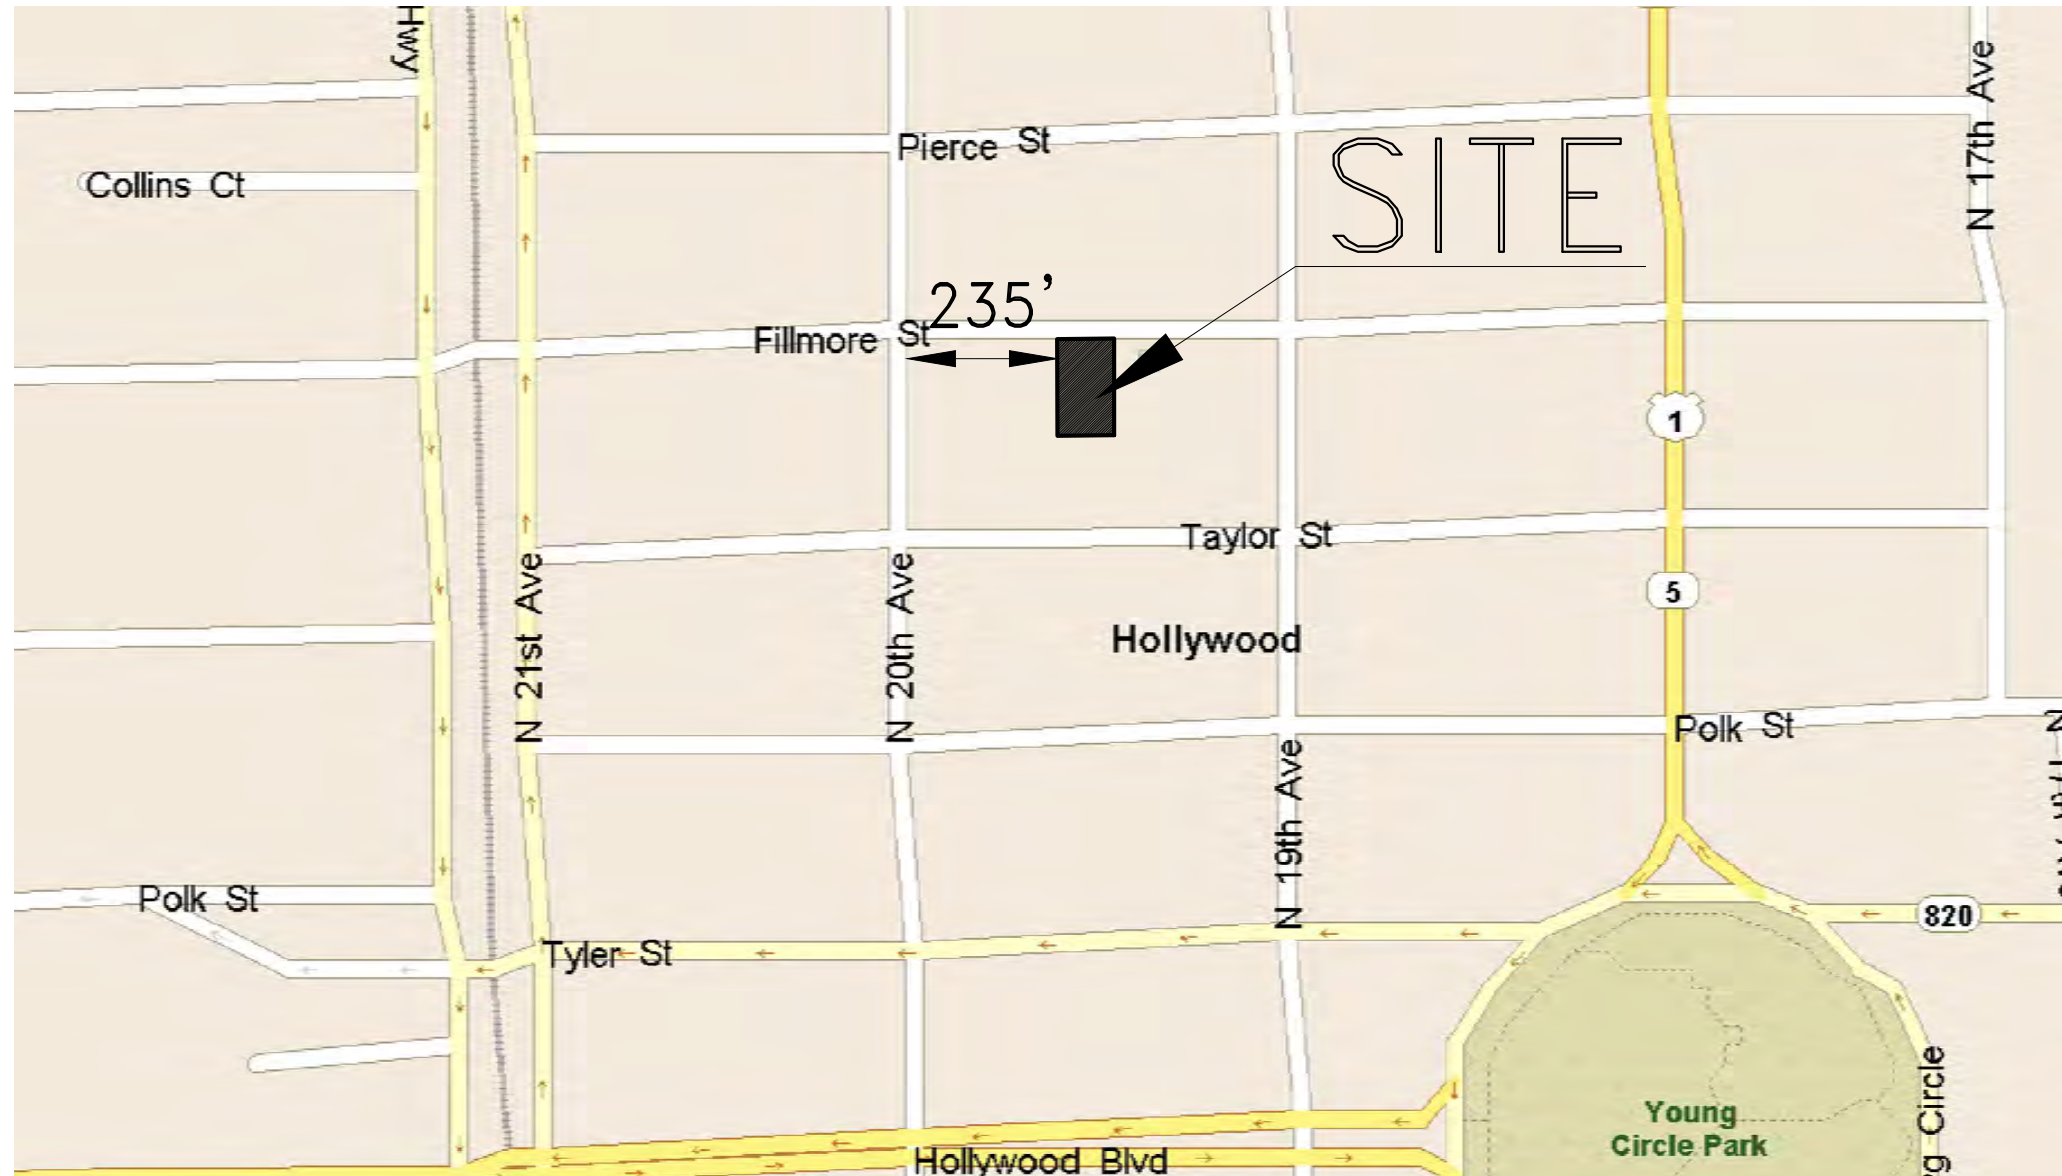 Hwy
N 17th Ave
Pierce St
Collins Ct
SITE
235'
Fillmore St
1
Taylor St
N 21st Ave
N 20th Ave
5
Hollywood
Polk St
N 19th Ave
Polk St
820
Tyler St
Young
Circle Park
Circle
Hollywood Blvd